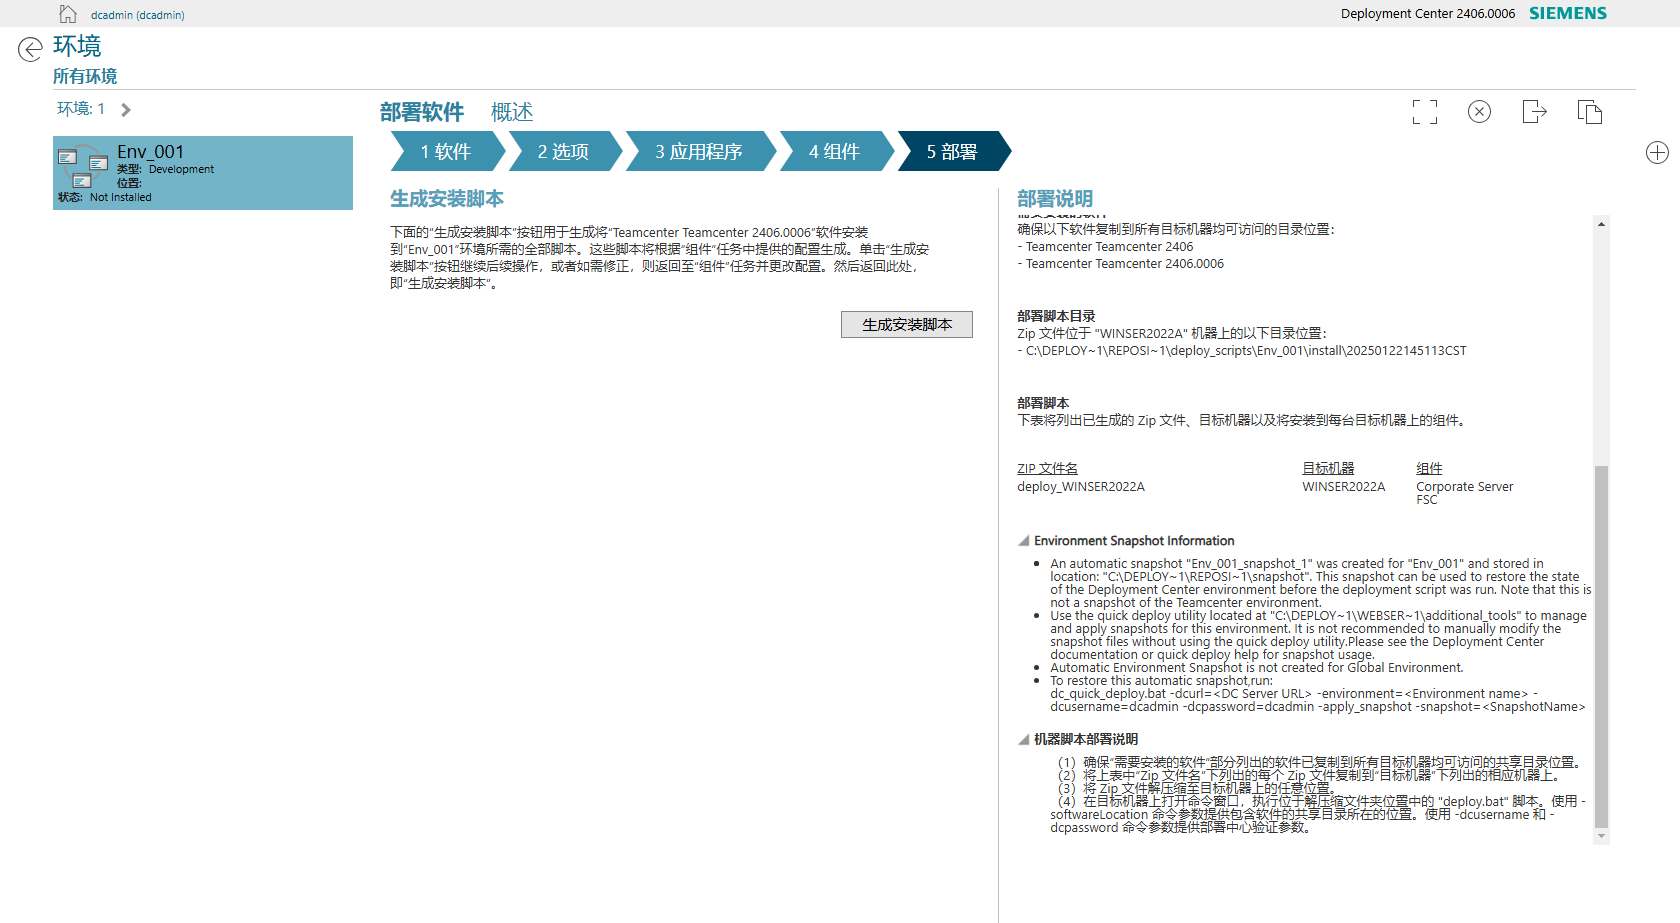 dcadmin (dcadmin)
Deployment Center 2406.0006
SIEMENS
环境
所有环境
环境: 1
Env_001
类型: Development
位置:
状态: Not Installed
部署软件
概述
1 软件
2 选项
3 应用程序
4 组件
5 部署
生成安装脚本
下面的"生成安装脚本"按钮用于生成将"Teamcenter Teamcenter 2406.0006"软件安装
到"Env_001"环境所需的全部脚本。这些脚本将根据"组件"任务中提供的配置生成。单击"生成安
装脚本"按钮继续后续操作，或者如需修正，则返回至"组件"任务并更改配置。然后返回此处，
即"生成安装脚本"。
生成安装脚本
部署说明
需要安装的软件
确保以下软件复制到所有目标机器均可访问的目录位置：
- Teamcenter Teamcenter 2406
- Teamcenter Teamcenter 2406.0006
部署脚本目录
Zip 文件位于 "WINSER2022A" 机器上的以下目录位置：
- C:\DEPLOY~1\REPOSI~1\deploy_scripts\Env_001\install\20250122145113CST
部署脚本
下表将列出已生成的 Zip 文件、目标机器以及将安装到每台目标机器上的组件。
ZIP 文件名 目标机器 组件
deploy_WINSER2022A WINSER2022A Corporate Server
FSC
Environment Snapshot Information
An automatic snapshot "Env_001_snapshot_1" was created for "Env_001" and stored in
location: "C:\DEPLOY~1\REPOSI~1\snapshot". This snapshot can be used to restore the state
of the Deployment Center environment before the deployment script was run. Note that this is
not a snapshot of the Teamcenter environment.
Use the quick deploy utility located at "C:\DEPLOY~1\WEBSER~1\additional_tools" to manage
and apply snapshots for this environment. It is not recommended to manually modify the
snapshot files without using the quick deploy utility.Please see the Deployment Center
documentation or quick deploy help for snapshot usage.
Automatic Environment Snapshot is not created for Global Environment.
To restore this automatic snapshot,run:
dc_quick_deploy.bat -dcurl=<DC Server URL> -environment=<Environment name> -
dcusername=dcadmin -dcpassword=dcadmin -apply_snapshot -snapshot=<SnapshotName>
机器脚本部署说明
（1）确保"需要安装的软件"部分列出的软件已复制到所有目标机器均可访问的共享目录位置。
（2）将上表中"Zip 文件名"下列出的每个 Zip 文件复制到"目标机器"下列出的相应机器上。
（3）将 Zip 文件解压缩至目标机器上的任意位置。
（4）在目标机器上打开命令窗口，执行位于解压缩文件夹位置中的 "deploy.bat" 脚本。使用 -
softwareLocation 命令参数提供包含软件的共享目录所在的位置。使用 -dcusername 和 -
dcpassword 命令参数提供部署中心验证参数。